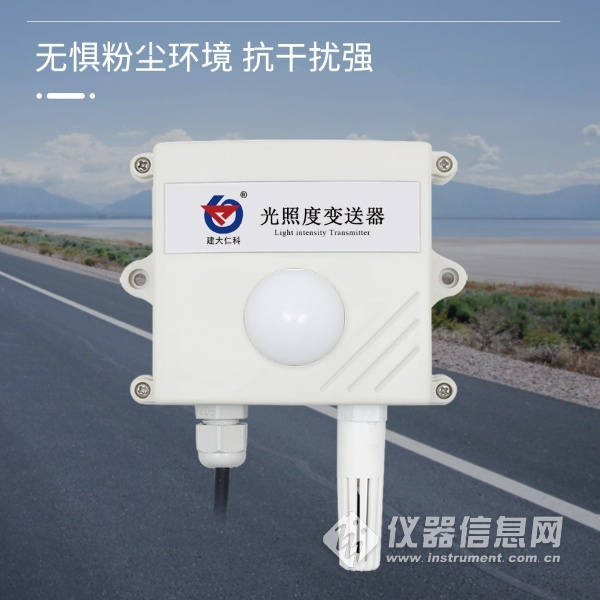 无惧粉尘环境 抗干扰强
®
建大仁科
光照度变送器
Light intensity Transmitter
仪器信息网
www.instrument.com.cn